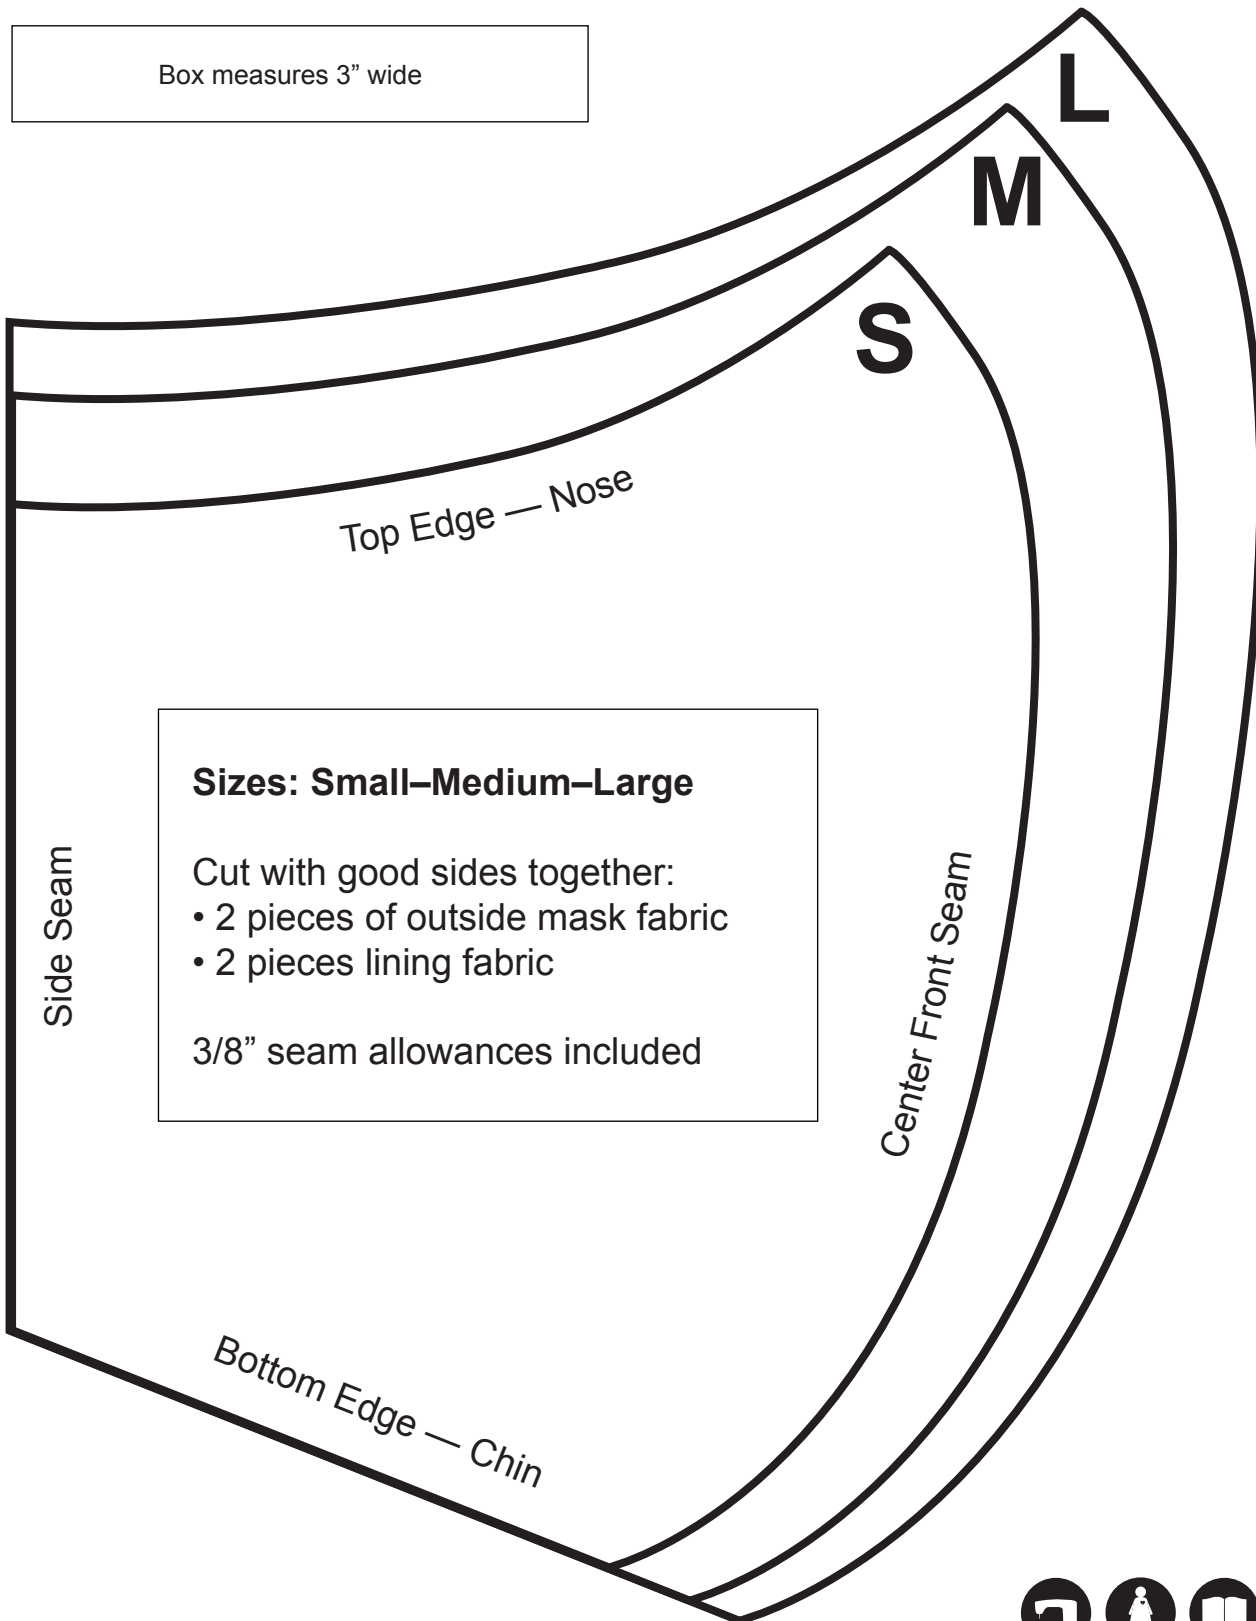 Box measures 3” wide
L
M
S
Top Edge — Nose
Sizes: Small–Medium–Large
Cut with good sides together:
• 2 pieces of outside mask fabric
• 2 pieces lining fabric
3/8” seam allowances included
Side Seam
Center Front Seam
Bottom Edge — Chin